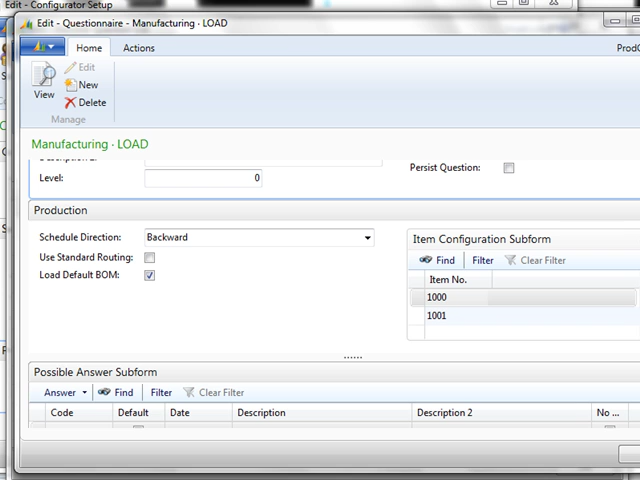 Edit - Configurator Setup
Edit - Questionnaire - Manufacturing · LOAD
Home Actions
Edit
New
View Delete
Manage
Manufacturing · LOAD
Level: 0 Persist Question:
Production
Schedule Direction: Backward Item Configuration Subform
Use Standard Routing: Find Filter Clear Filter
Load Default BOM: Item No.
1000
1001
Possible Answer Subform
Answer Find Filter Clear Filter
Code Default Date Description Description 2 No ...